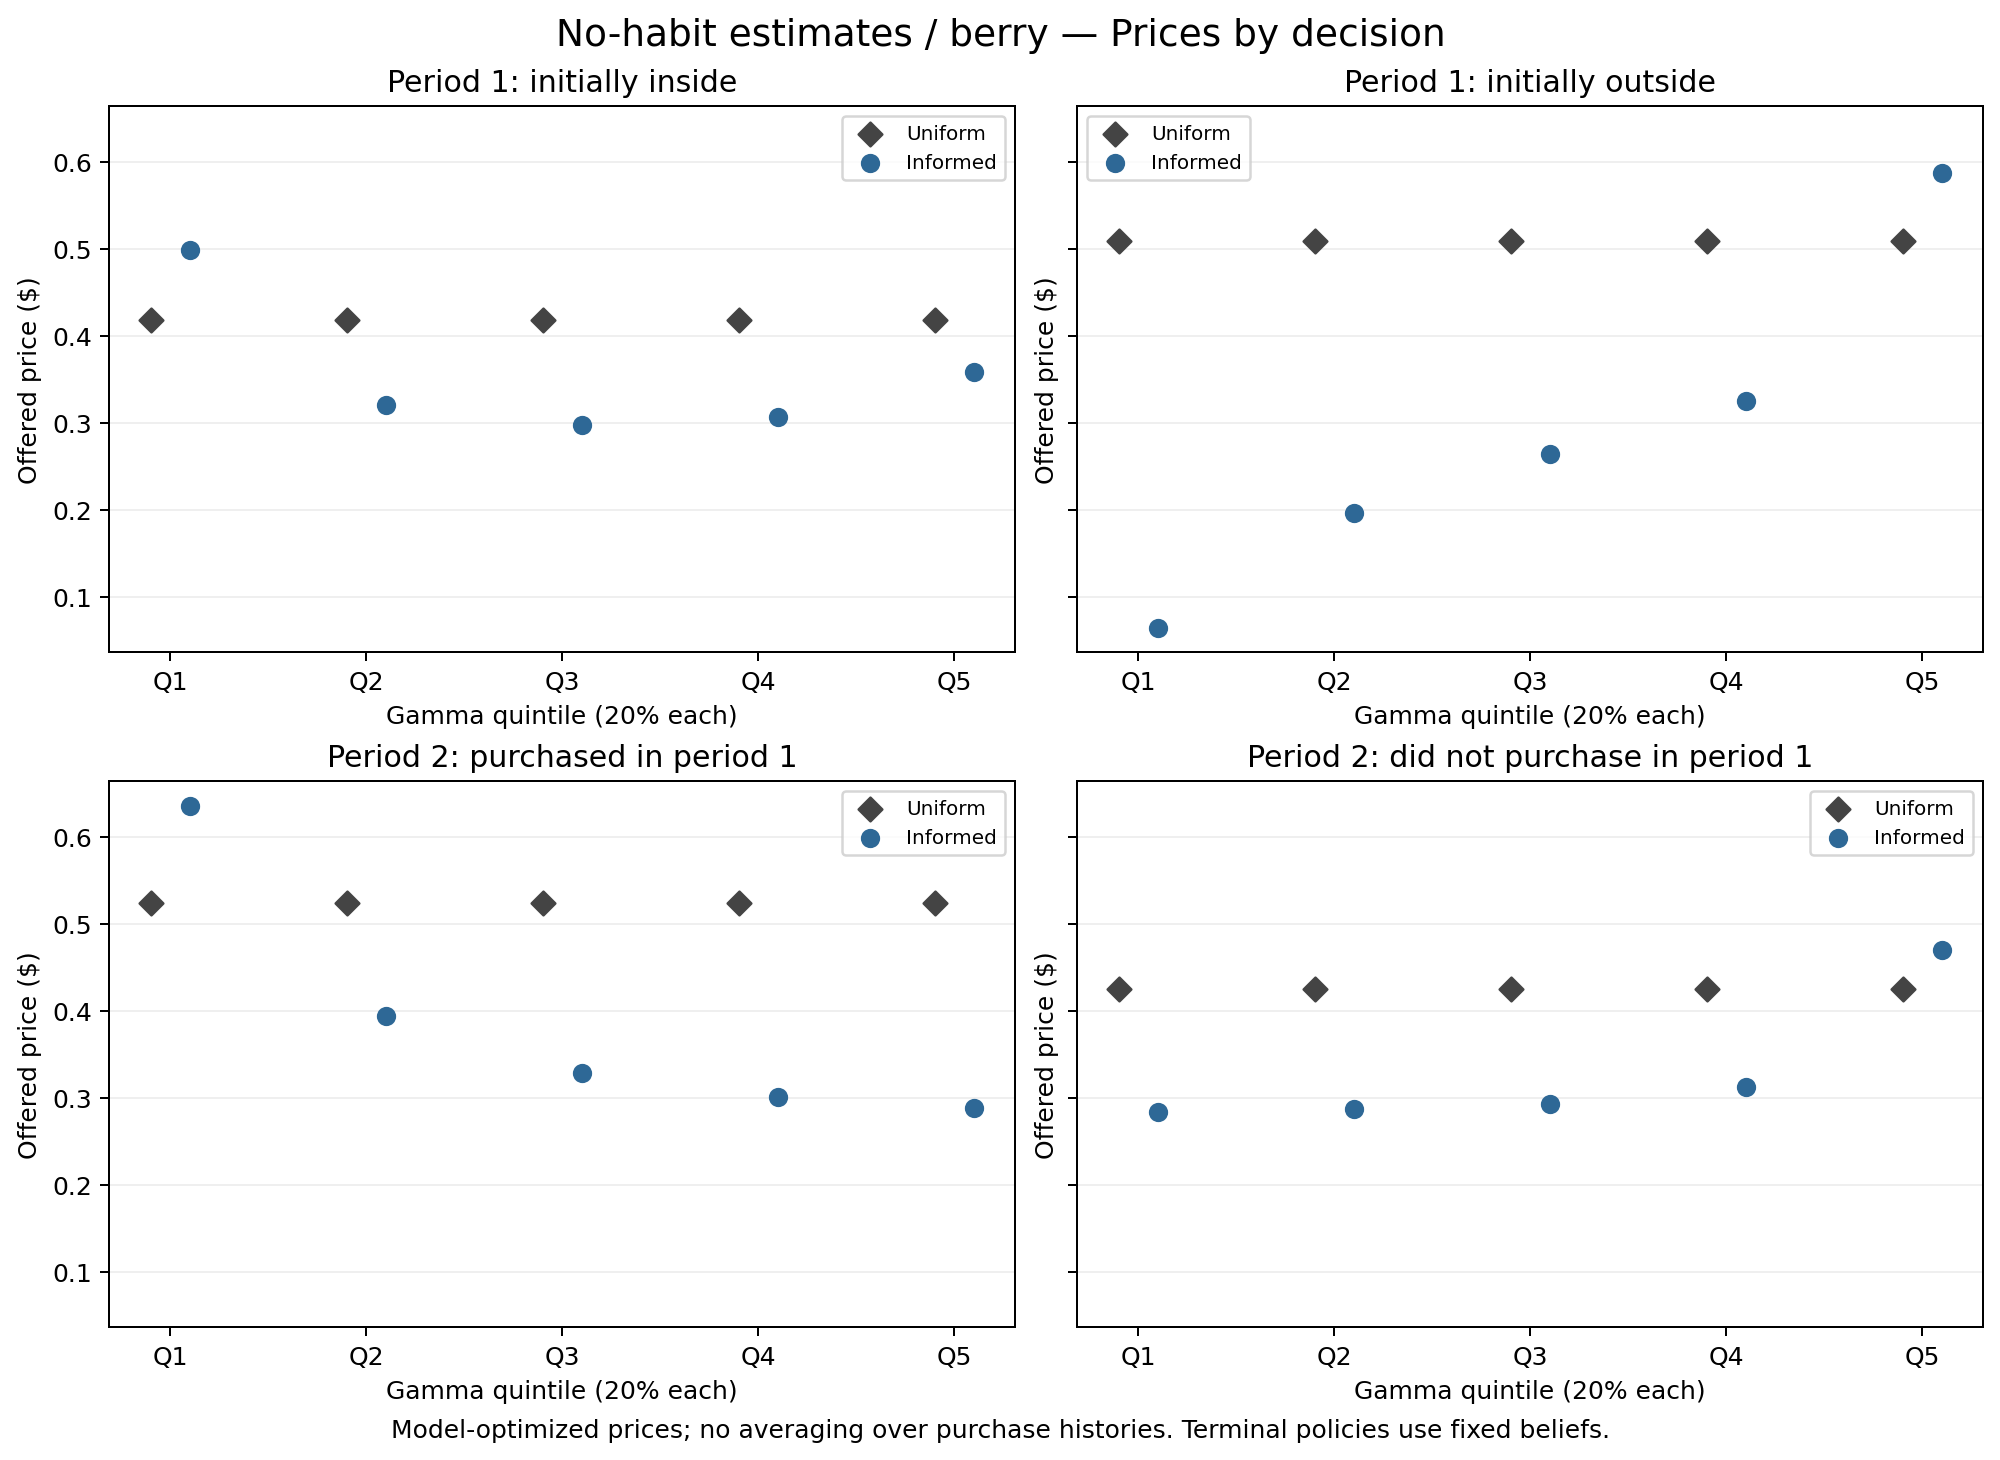 No-habit estimates / berry — Prices by decision
Period 1: initially inside
Offered price ($)
0.6
0.5
0.4
0.3
0.2
0.1
Uniform
Informed
Q1 Q2 Q3 Q4 Q5
Gamma quintile (20% each)
Period 1: initially outside
Offered price ($)
Uniform
Informed
Q1 Q2 Q3 Q4 Q5
Gamma quintile (20% each)
Period 2: purchased in period 1
Offered price ($)
0.6
0.5
0.4
0.3
0.2
0.1
Uniform
Informed
Q1 Q2 Q3 Q4 Q5
Gamma quintile (20% each)
Period 2: did not purchase in period 1
Offered price ($)
Uniform
Informed
Q1 Q2 Q3 Q4 Q5
Gamma quintile (20% each)
Model-optimized prices; no averaging over purchase histories. Terminal policies use fixed beliefs.